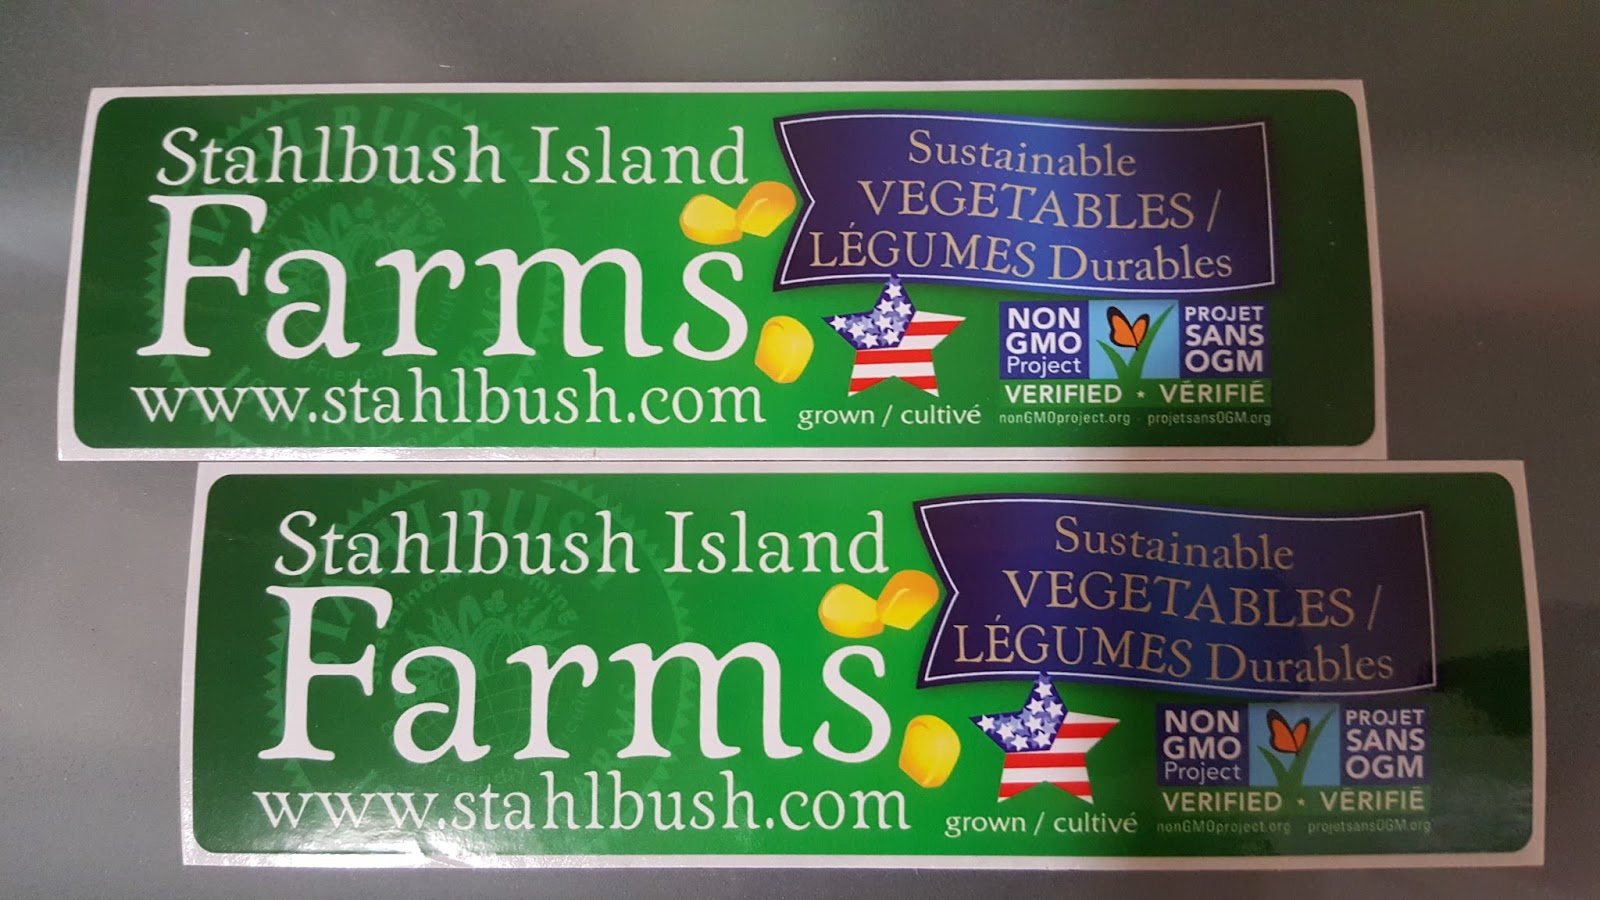 Stahlbush Island
Farms
www.stahlbush.com
Sustainable
VEGETABLES /
LÉGUMES Durables
grown / cultivé
NON
GMO
Project
PROJET
SANS
OGM
VERIFIED • VÉRIFIÉ
nonGMOproject.org projetsansOGM.org
Stahlbush Island
Farms
www.stahlbush.com
Sustainable
VEGETABLES /
LÉGUMES Durables
grown / cultivé
NON
GMO
Project
PROJET
SANS
OGM
VERIFIED • VÉRIFIÉ
nonGMOproject.org projetsansOGM.org